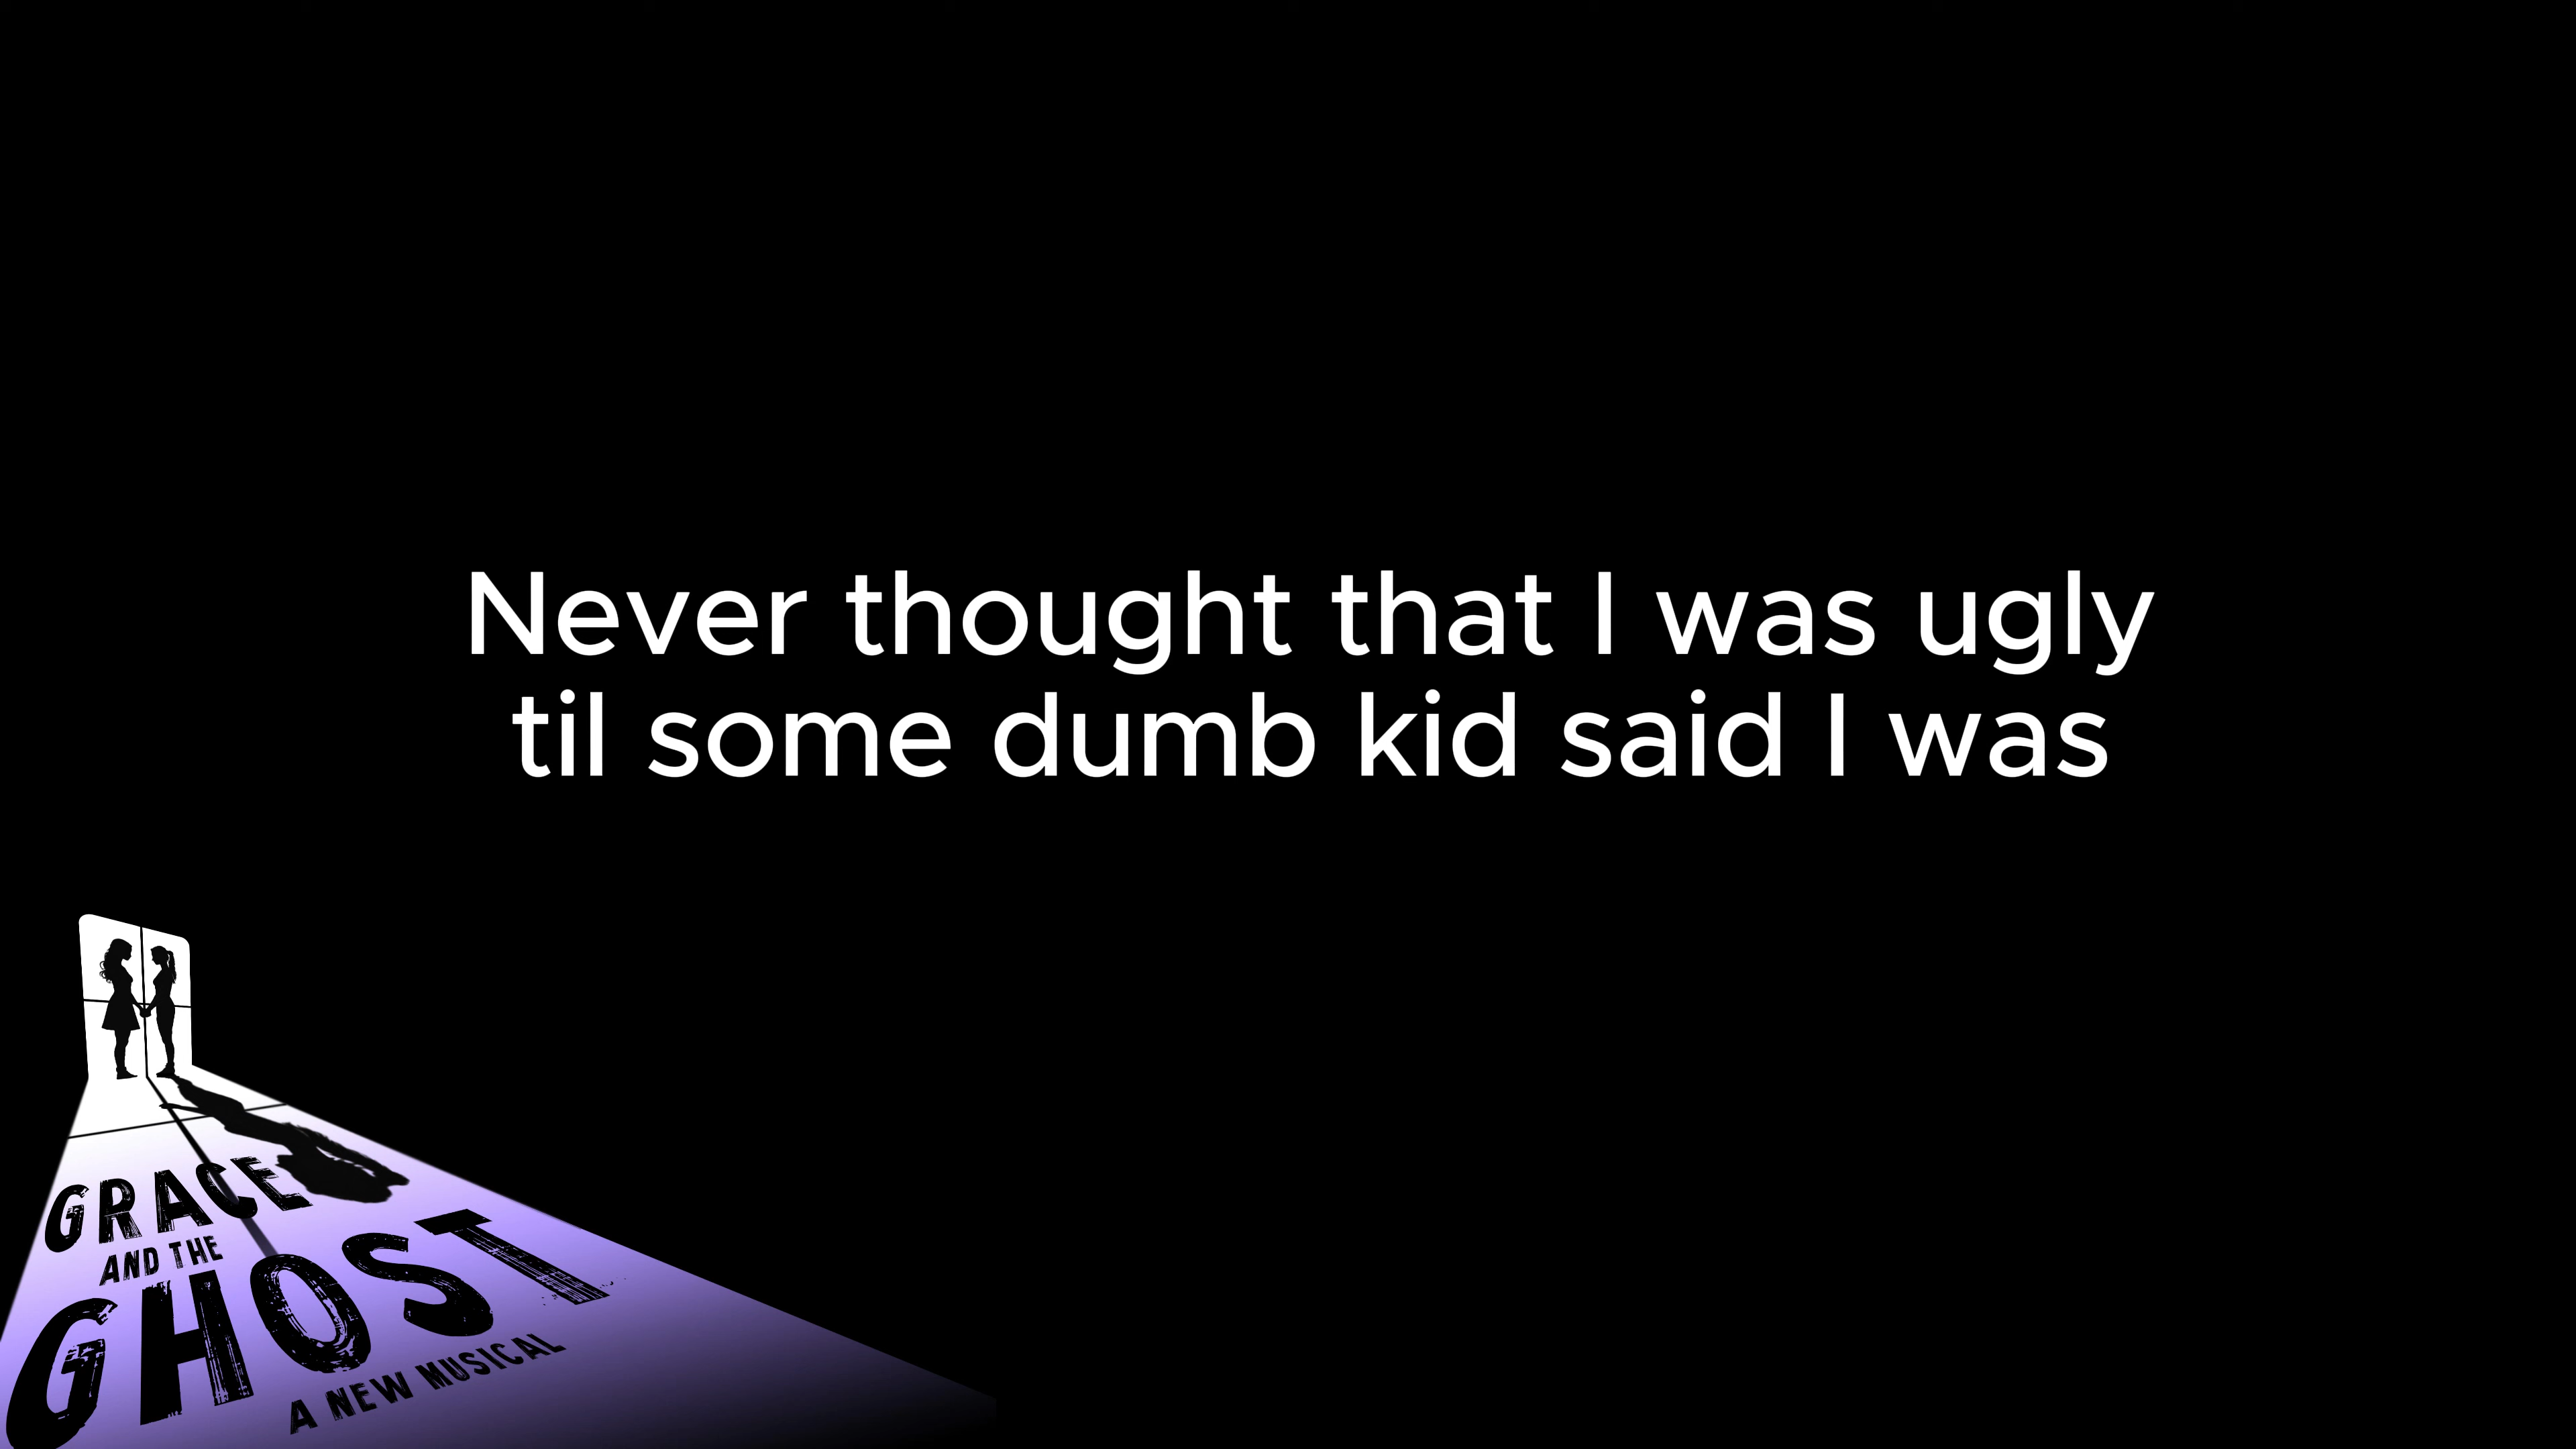 Never thought that I was ugly
til some dumb kid said I was
GRACE
AND THE
GHOST
A NEW MUSICAL